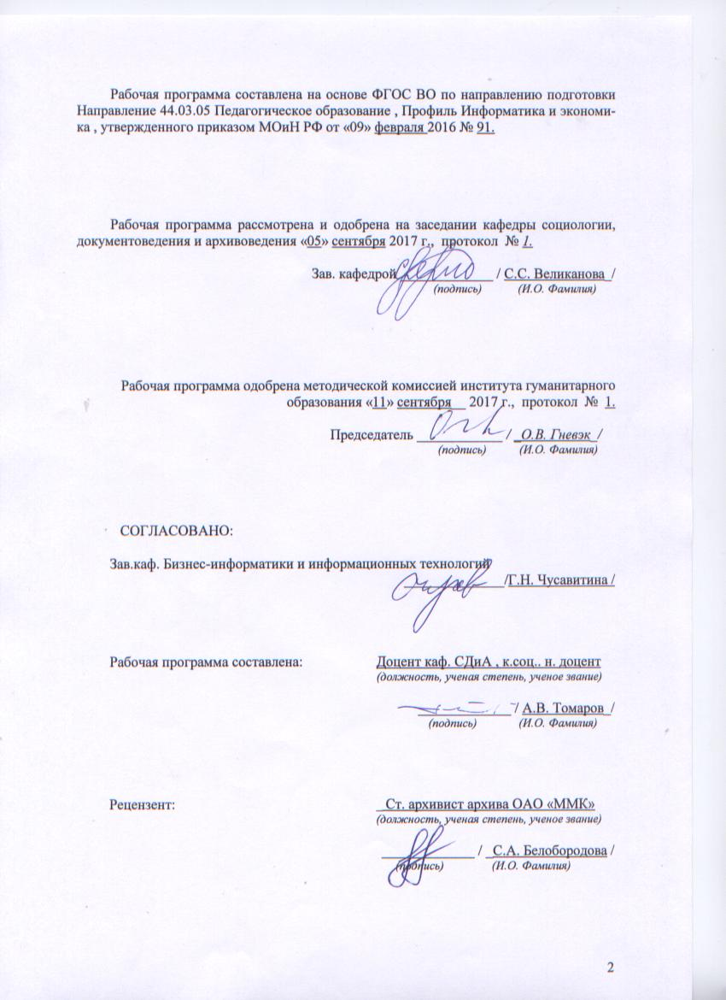 Рабочая программа составлена на основе ФГОС ВО по направлению подготовки
Направление 44.03.05 Педагогическое образование , Профиль Информатика и экономи-
ка , утвержденного приказом МОиН РФ от «09» февраля 2016 № 91.
Рабочая программа рассмотрена и одобрена на заседании кафедры социологии,
документоведения и архивоведения «05» сентября 2017 г., протокол № 1.
Зав. кафедрой ____________ / С.С. Великанова /
(подпись) (И.О. Фамилия)
Рабочая программа одобрена методической комиссией института гуманитарного
образования «11» сентября 2017 г., протокол № 1.
Председатель ____________ / О.В. Гневэк /
(подпись) (И.О. Фамилия)
СОГЛАСОВАНО:
Зав.каф. Бизнес-информатики и информационных технологий
____________/Г.Н. Чусавитина /
Рабочая программа составлена: Доцент каф. СДиА , к.соц.. н. доцент
(должность, ученая степень, ученое звание)
____________ / А.В. Томаров /
(подпись) (И.О. Фамилия)
Рецензент: Ст. архивист архива ОАО «ММК»
(должность, ученая степень, ученое звание)
____________ / С.А. Белобородова /
(подпись) (И.О. Фамилия)
2